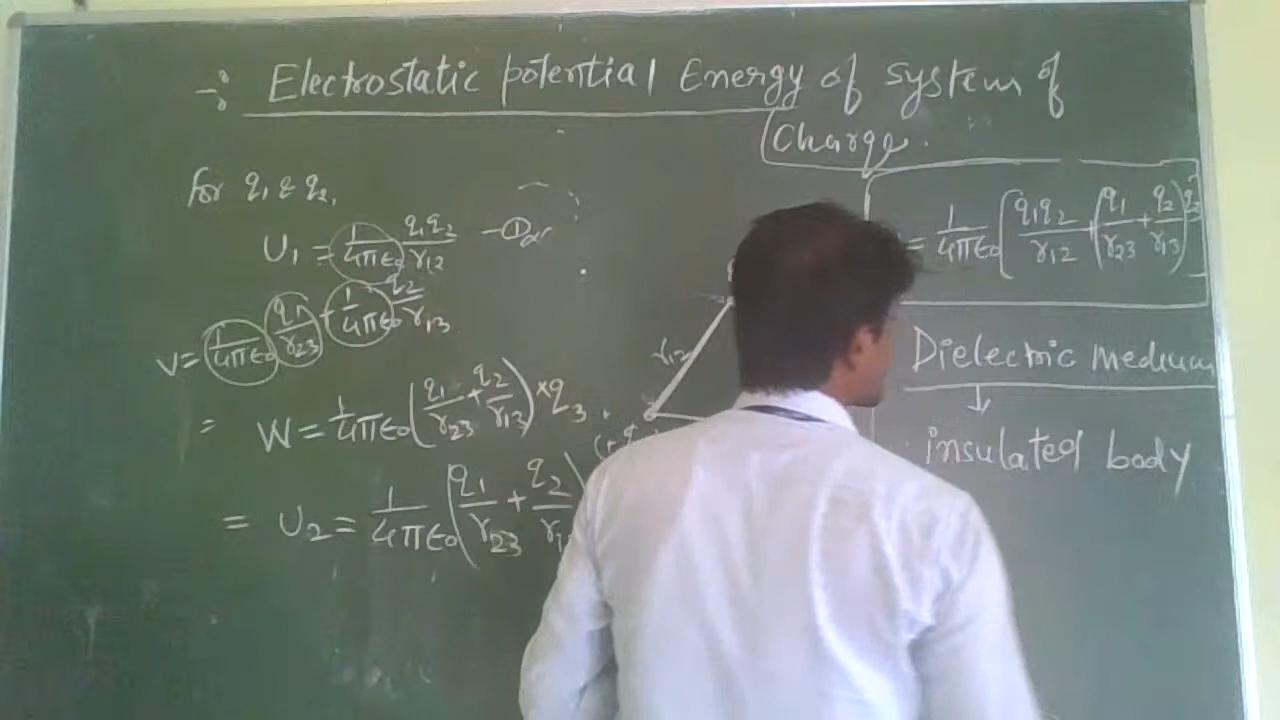 Electrostatic potential Energy of system of
Charge.
for q₁ & q₂,
U₁ = 1/4πε₀ q₁q₂/r₁₂ —①
V = 1/4πε₀ q₁/r₂₃ + 1/4πε₀ q₂/r₁₃
= W = 1/4πε₀ (q₁/r₂₃ + q₂/r₁₃) × q₃.
= U₂ = 1/4πε₀ (q₁/r₂₃ + q₂/r₁
r₁₂
= 1/4πε₀ [q₁q₂/r₁₂ + (q₁/r₂₃ + q₂/r₁₃) q₃]
Dielectric medium
↓
insulated body